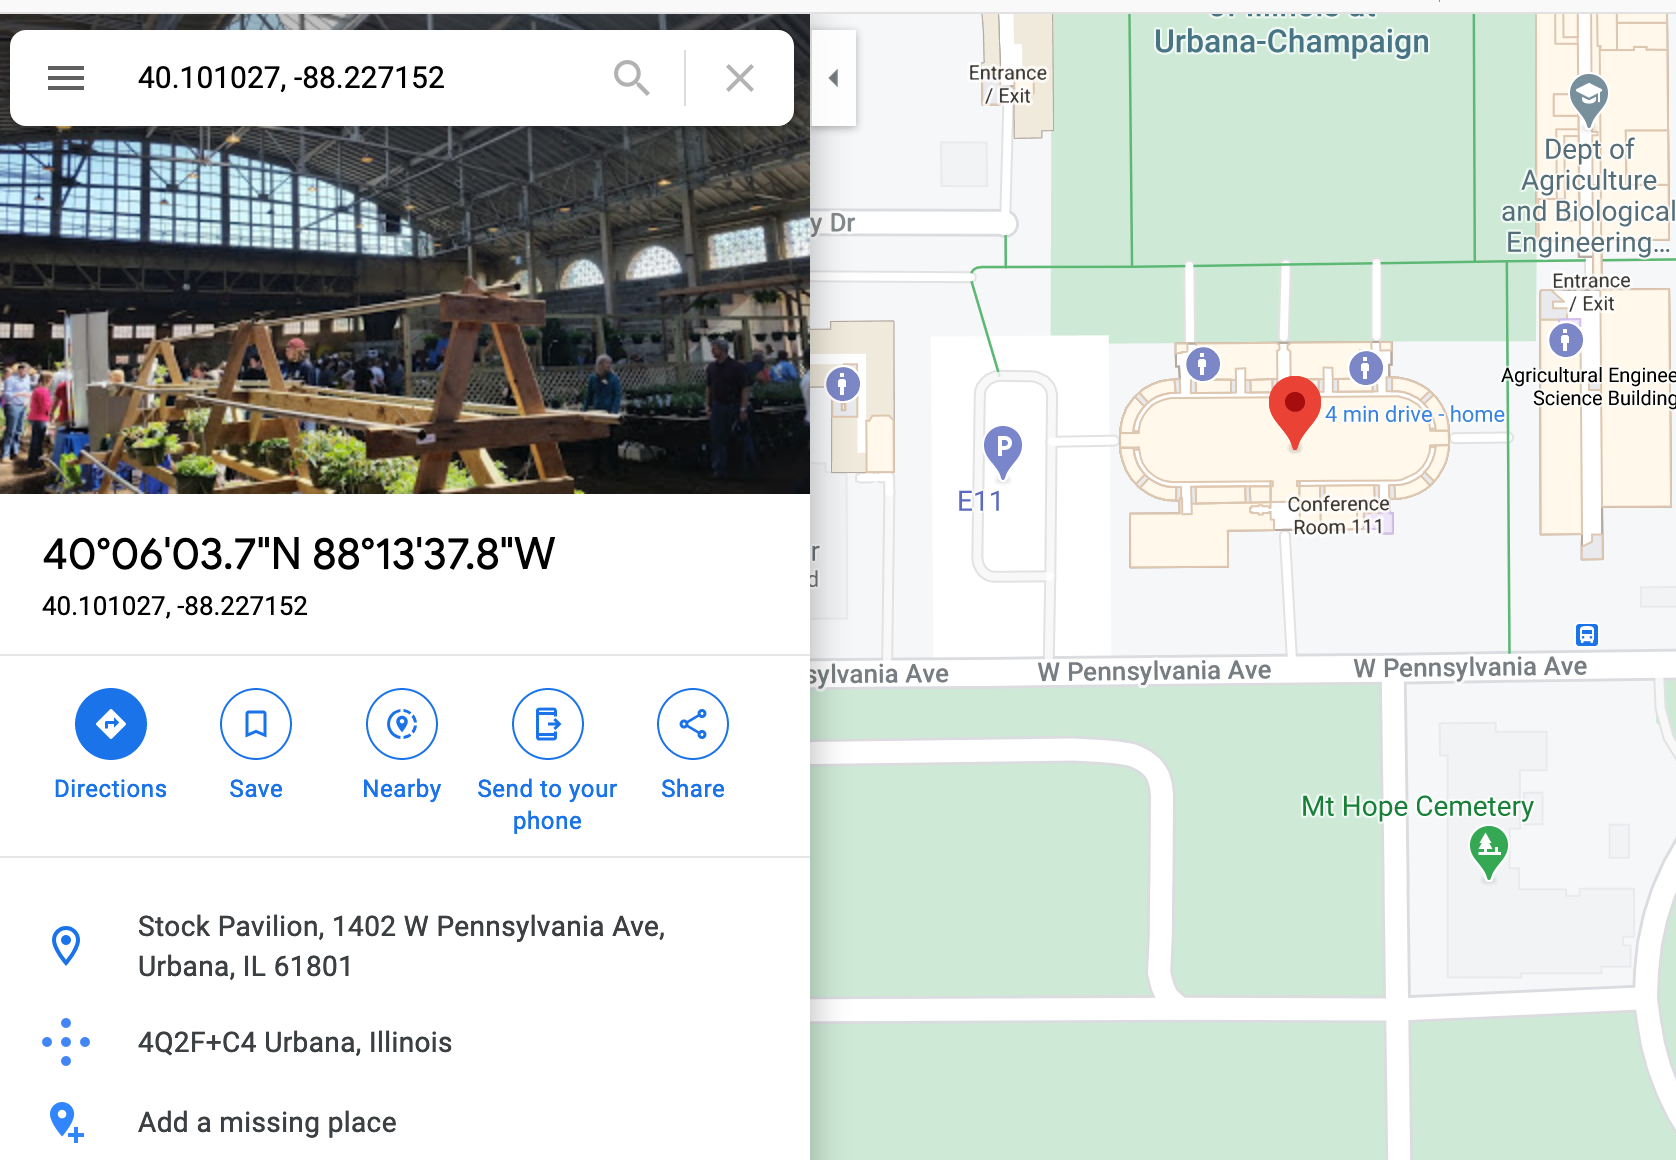 40.101027, -88.227152
40°06'03.7"N 88°13'37.8"W
40.101027, -88.227152
Directions
Save
Nearby
Send to your
phone
Share
Stock Pavilion, 1402 W Pennsylvania Ave,
Urbana, IL 61801
4Q2F+C4 Urbana, Illinois
Add a missing place
of Illinois at
Urbana-Champaign
Entrance
/ Exit
Dept of
Agriculture
and Biological
Engineering...
y Dr
Entrance
/ Exit
Agricultural Enginee
Science Building
4 min drive - home
P
E11
Conference
Room 111
r
d
sylvania Ave
W Pennsylvania Ave
W Pennsylvania Ave
Mt Hope Cemetery